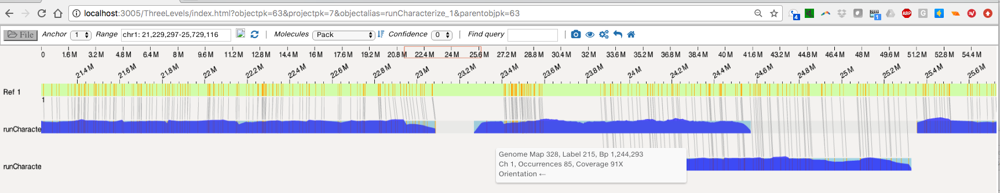 localhost:3005/ThreeLevels/index.html?objectpk=63&projectpk=7&objectalias=runCharacterize_1&parentobjpk=63
4 1 ABP G
File Anchor 1 Range chr1: 21,229,297-25,729,116 Molecules Pack Confidence 0 Find query
0 1.6 M 3.2 M 4.8 M 6.4 M 8 M 9.6 M 11.2 M 12.8 M 14.4 M 16 M 17.6 M 19.2 M 20.8 M 22.4 M 24 M 25.6 M 27.2 M 28.8 M 30.4 M 32 M 33.6 M 35.2 M 36.8 M 38.4 M 40 M 41.6 M 43.2 M 44.8 M 46.4 M 48 M 49.6 M 51.2 M 52.8 M 54.4 M
21.4 M 21.6 M 21.8 M 22 M 22.2 M 22.4 M 22.6 M 22.8 M 23 M 23.2 M 23.4 M 23.6 M 23.8 M 24 M 24.2 M 24.4 M 24.6 M 24.8 M 25 M 25.2 M 25.4 M 25.6 M
Ref 1
1
runCharacte
Genome Map 328, Label 215, Bp 1,244,293
Ch 1, Occurrences 85, Coverage 91X
Orientation ←
runCharacte